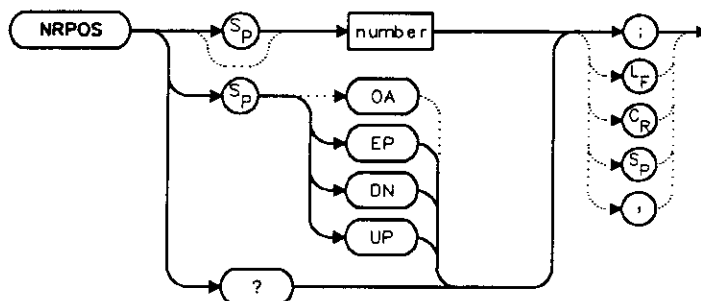 NRPOS SP number ;
LF
SP OA
CR
EP
SP
DN
,
UP
?